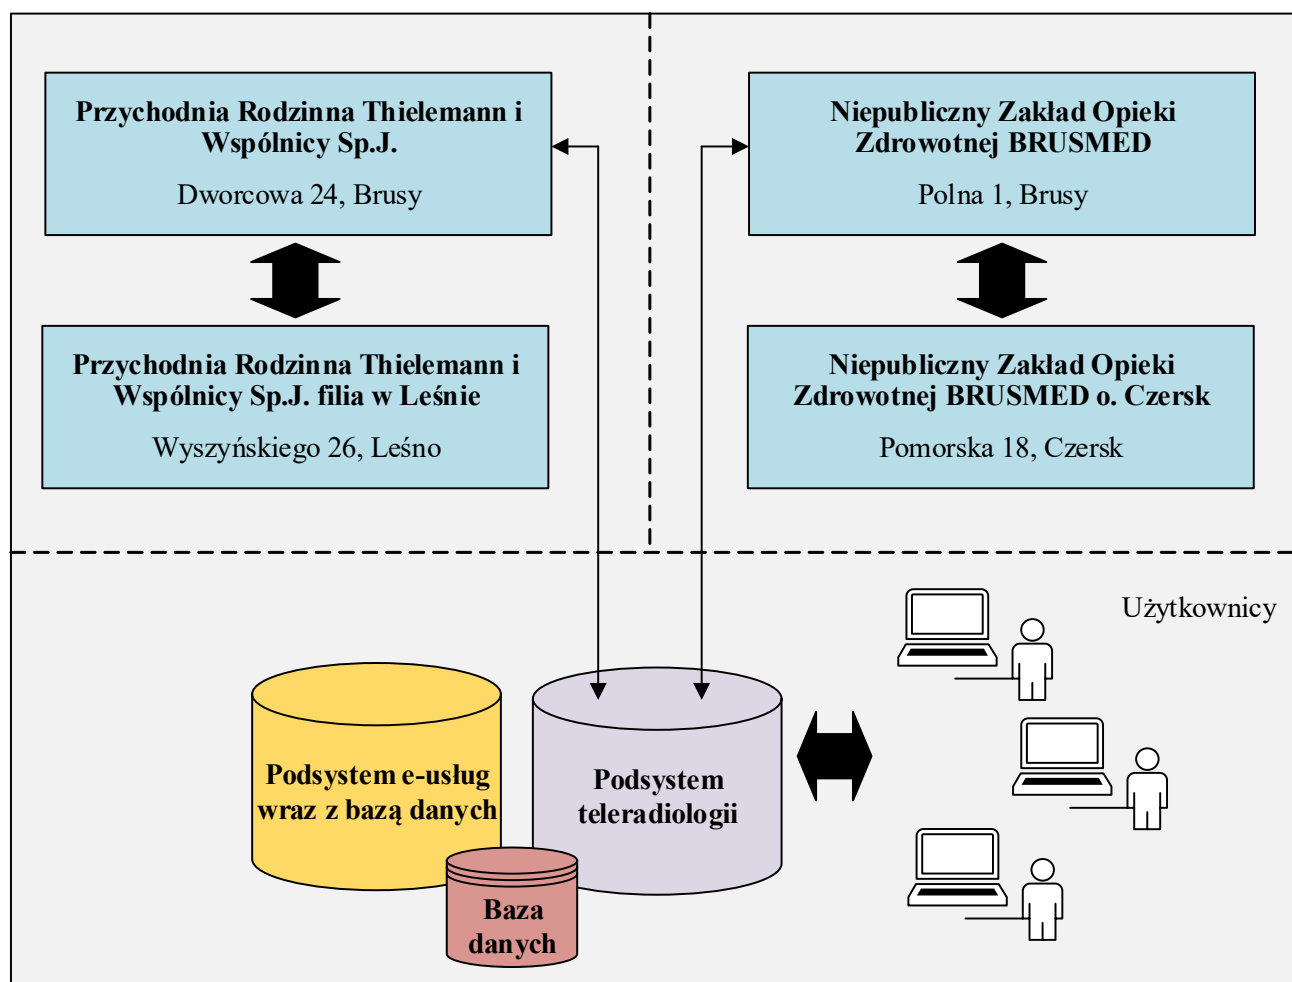 Przychodnia Rodzinna Thielemann i
Wspólnicy Sp.J.
Dworcowa 24, Brusy
Niepubliczny Zakład Opieki
Zdrowotnej BRUSMED
Polna 1, Brusy
Przychodnia Rodzinna Thielemann i
Wspólnicy Sp.J. filia w Leśnie
Wyszyńskiego 26, Leśno
Niepubliczny Zakład Opieki
Zdrowotnej BRUSMED o. Czersk
Pomorska 18, Czersk
Użytkownicy
Podsystem e-usług
wraz z bazą danych
Podsystem
teleradiologii
Baza
danych